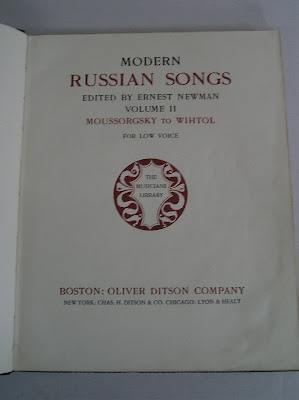 MODERN
RUSSIAN SONGS
EDITED BY ERNEST NEWMAN
VOLUME II
MOUSSORGSKY TO WIHTOL
FOR LOW VOICE
THE
MUSICIANS
LIBRARY
BOSTON: OLIVER DITSON COMPANY
NEW YORK: CHAS. H. DITSON & CO. CHICAGO: LYON & HEALY